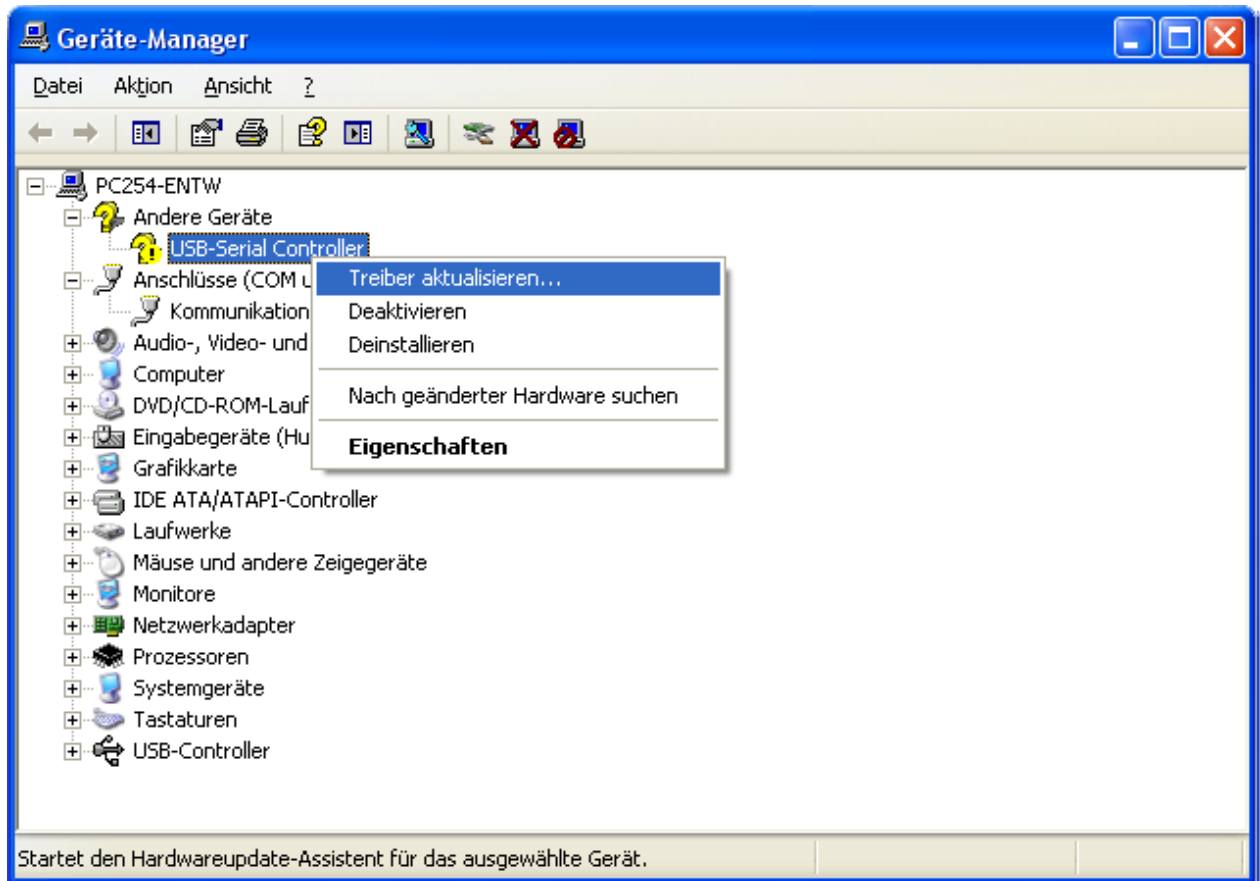 Geräte-Manager
Datei Aktion Ansicht ?
PC254-ENTW
Andere Geräte
USB-Serial Controller
Anschlüsse (COM u
Kommunikation
Audio-, Video- und
Computer
DVD/CD-ROM-Lauf
Eingabegeräte (Hu
Grafikkarte
IDE ATA/ATAPI-Controller
Laufwerke
Mäuse und andere Zeigegeräte
Monitore
Netzwerkadapter
Prozessoren
Systemgeräte
Tastaturen
USB-Controller
Treiber aktualisieren...
Deaktivieren
Deinstallieren
Nach geänderter Hardware suchen
Eigenschaften
Startet den Hardwareupdate-Assistent für das ausgewählte Gerät.